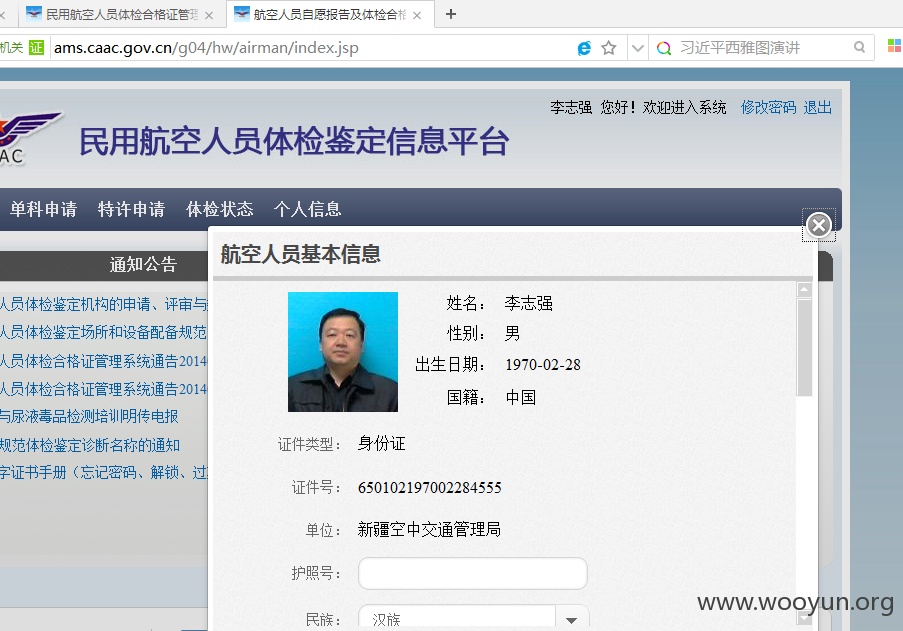 民用航空人员体检合格证管理
航空人员自愿报告及体检合格
机关 证 ams.caac.gov.cn/g04/hw/airman/index.jsp
习近平西雅图演讲
李志强 您好！欢迎进入系统 修改密码 退出
AC
民用航空人员体检鉴定信息平台
单科申请 特许申请 体检状态 个人信息
通知公告
人员体检鉴定机构的申请、评审与
人员体检鉴定场所和设备配备规范
人员体检合格证管理系统通告2014
人员体检合格证管理系统通告2014
与尿液毒品检测培训明传电报
规范体检鉴定诊断名称的通知
字证书手册（忘记密码、解锁、过
航空人员基本信息
姓名： 李志强
性别： 男
出生日期： 1970-02-28
国籍： 中国
证件类型： 身份证
证件号： 650102197002284555
单位： 新疆空中交通管理局
护照号：
民族： 汉族
www.wooyun.org